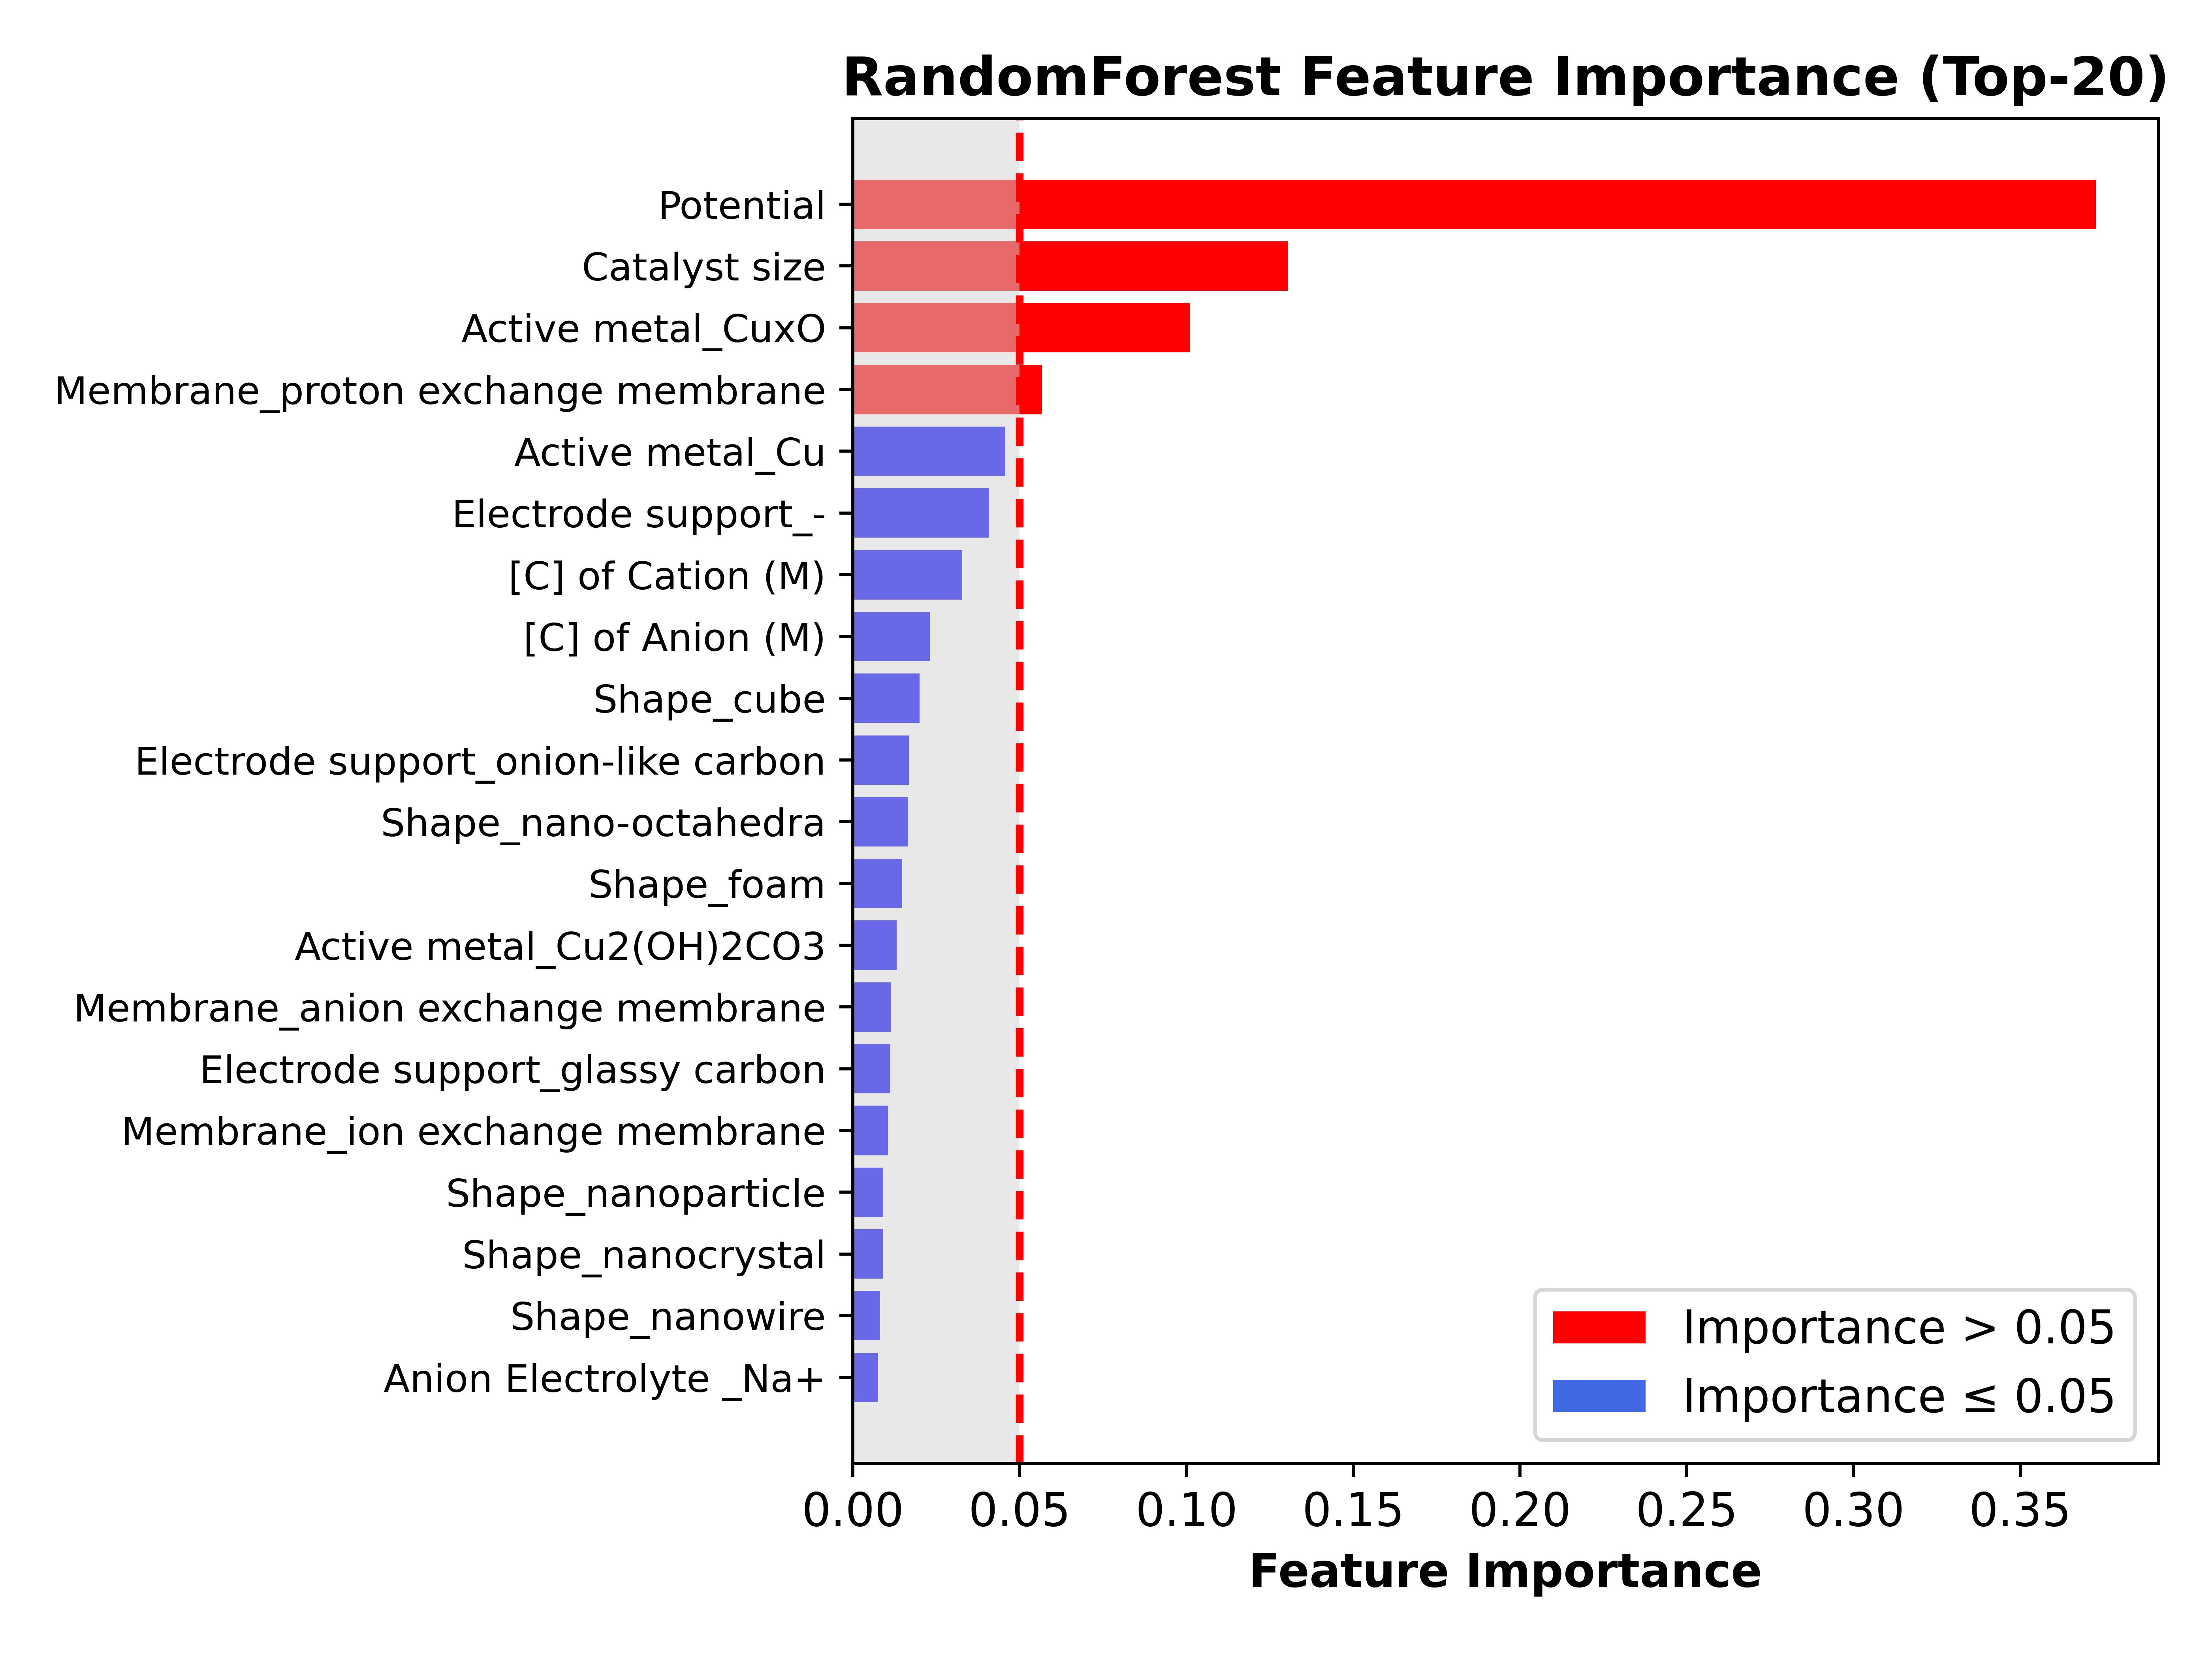 RandomForest Feature Importance (Top-20)
Potential
Catalyst size
Active metal_CuxO
Membrane_proton exchange membrane
Active metal_Cu
Electrode support_-
[C] of Cation (M)
[C] of Anion (M)
Shape_cube
Electrode support_onion-like carbon
Shape_nano-octahedra
Shape_foam
Active metal_Cu2(OH)2CO3
Membrane_anion exchange membrane
Electrode support_glassy carbon
Membrane_ion exchange membrane
Shape_nanoparticle
Shape_nanocrystal
Shape_nanowire
Anion Electrolyte _Na+
Importance > 0.05
Importance ≤ 0.05
0.00 0.05 0.10 0.15 0.20 0.25 0.30 0.35
Feature Importance